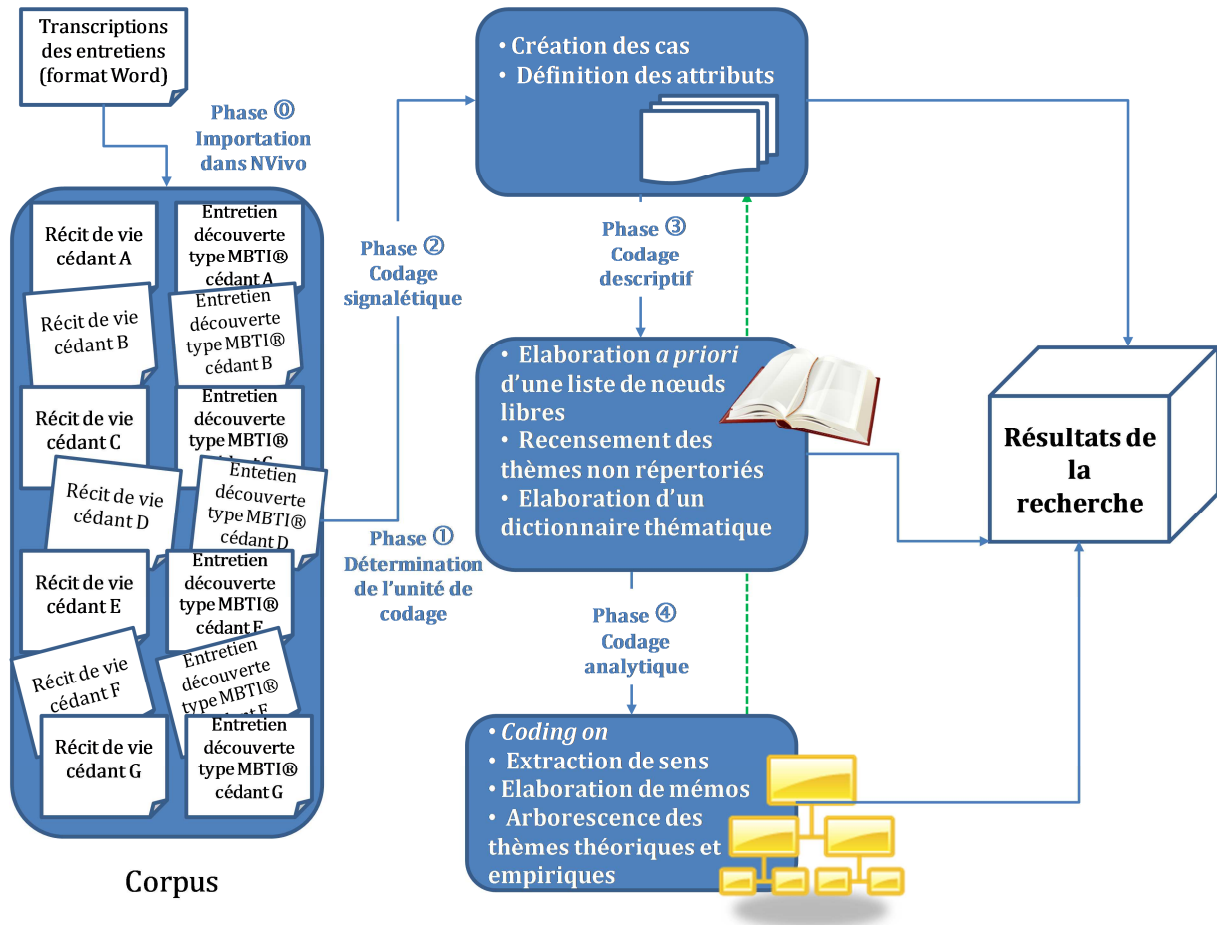 Transcriptions
des entretiens
(format Word)
Phase ⓪
Importation
dans NVivo
Récit de vie
cédant A
Entretien
découverte
type MBTI®
cédant A
Récit de vie
cédant B
Entretien
découverte
type MBTI®
cédant B
Récit de vie
cédant C
Entretien
découverte
type MBTI®
Récit de vie
cédant D
Entetien
découverte
type MBTI®
cédant D
Récit de vie
cédant E
Entretien
découverte
type MBTI®
cédant E
Récit de vie
cédant F
Entretien
découverte
type MBTI®
Récit de vie
cédant G
Entretien
découverte
type MBTI®
cédant G
Corpus
Phase ①
Détermination
de l’unité de
codage
Phase ②
Codage
signalétique
• Création des cas
• Définition des attributs
Phase ③
Codage
descriptif
• Elaboration a priori
d’une liste de nœuds
libres
• Recensement des
thèmes non répertoriés
• Elaboration d’un
dictionnaire thématique
Phase ④
Codage
analytique
• Coding on
• Extraction de sens
• Elaboration de mémos
• Arborescence des
thèmes théoriques et
empiriques
Résultats de
la
recherche